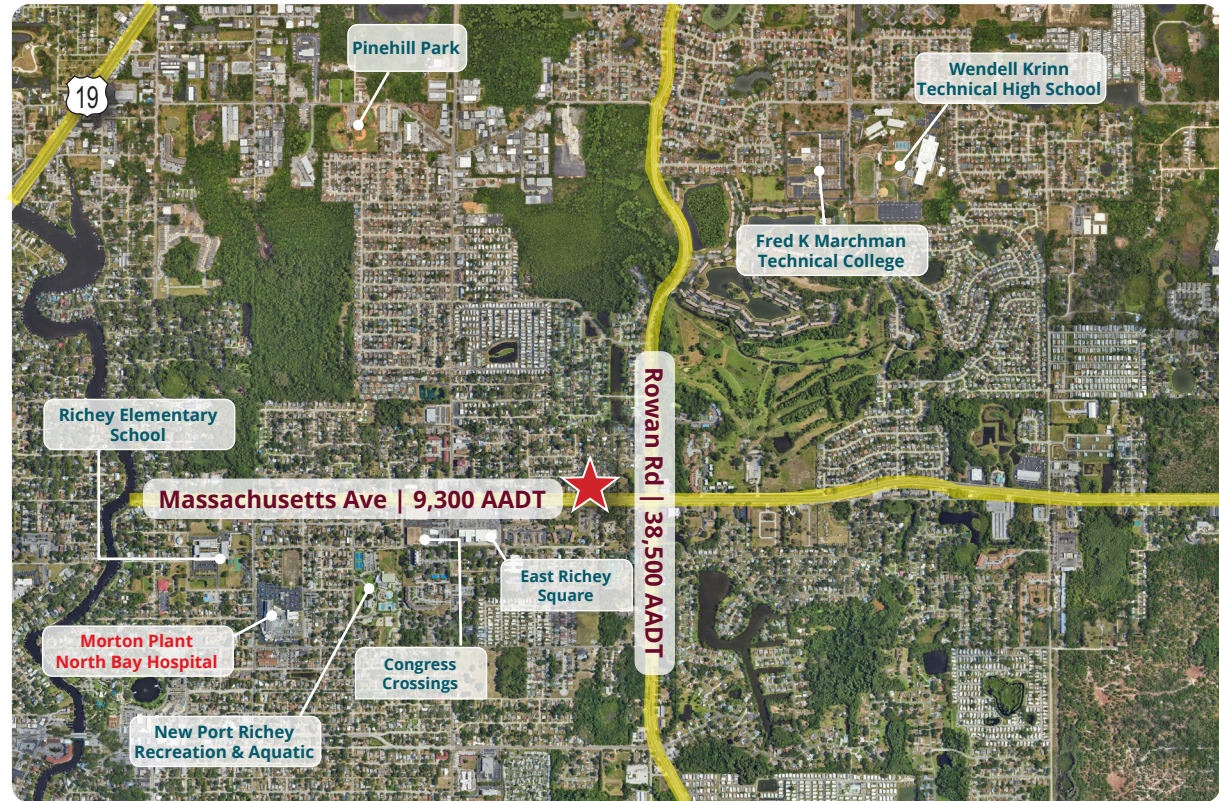 Pinehill Park
Wendell Krinn
Technical High School
19
Fred K Marchman
Technical College
Richey Elementary
School
Massachusetts Ave | 9,300 AADT
Rowan Rd | 38,500 AADT
East Richey
Square
Morton Plant
North Bay Hospital
Congress
Crossings
New Port Richey
Recreation & Aquatic